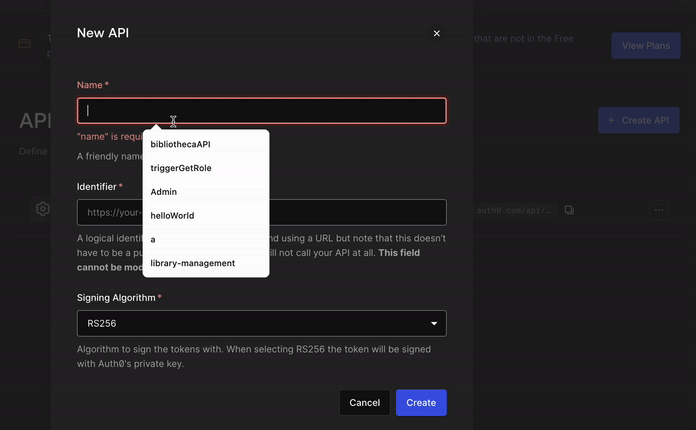 New API
that are not in the Free
View Plans
Name *
"name" is requi
A friendly name
bibliothecaAPI
triggerGetRole
Admin
helloWorld
a
library-management
API
+ Create API
Define
Identifier *
https://your-
.auth0.com/api/…
A logical identi nd using a URL but note that this doesn't
have to be a pu ill not call your API at all. This field
cannot be mod
Signing Algorithm *
RS256
Algorithm to sign the tokens with. When selecting RS256 the token will be signed
with Auth0's private key.
Cancel
Create